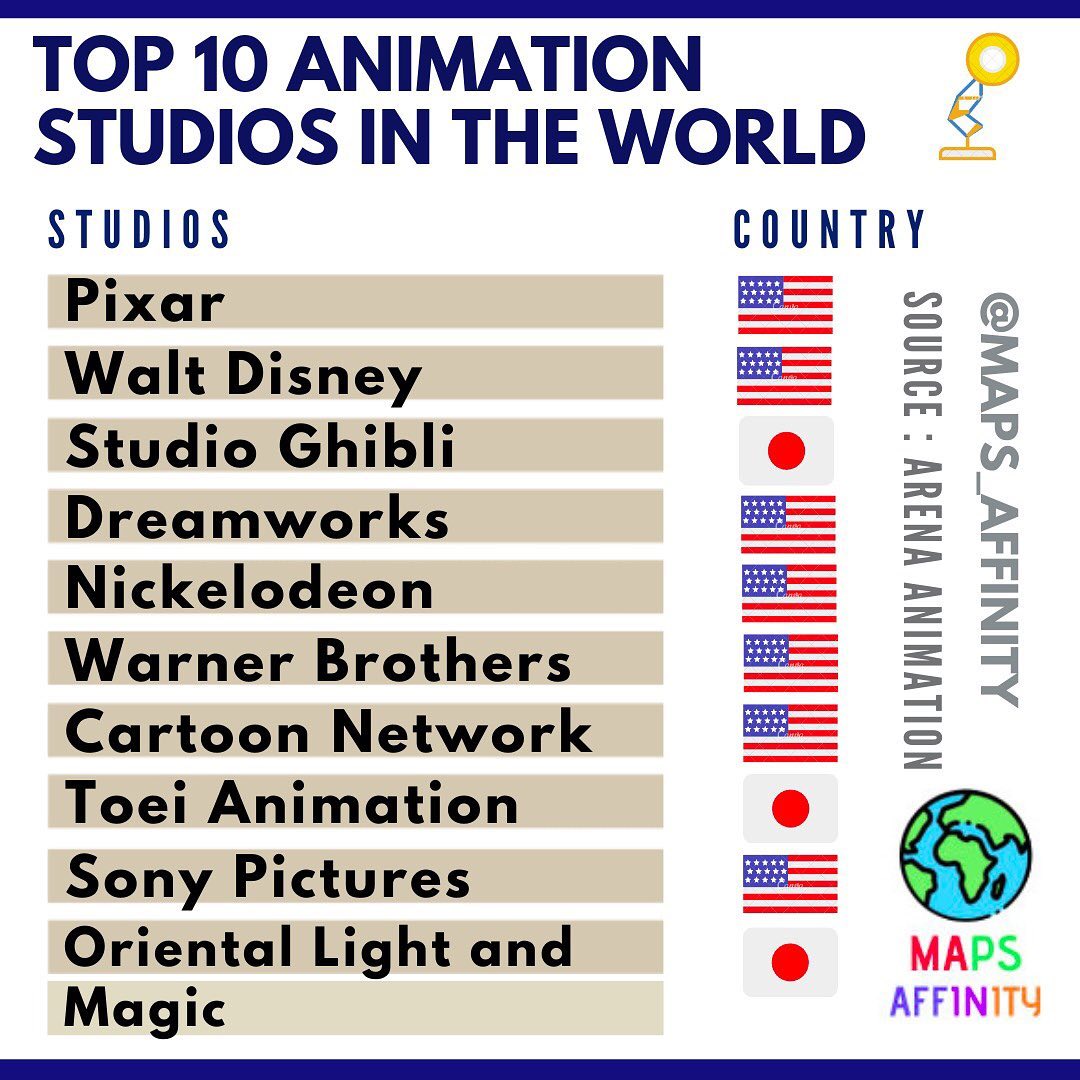 TOP 10 ANIMATION
STUDIOS IN THE WORLD
STUDIOS
COUNTRY
Pixar
Walt Disney
Studio Ghibli
Dreamworks
Nickelodeon
Warner Brothers
Cartoon Network
Toei Animation
Sony Pictures
Oriental Light and
Magic
SOURCE : ARENA ANIMATION
@MAPS_AFFINITY
MAPS
AFFINITY